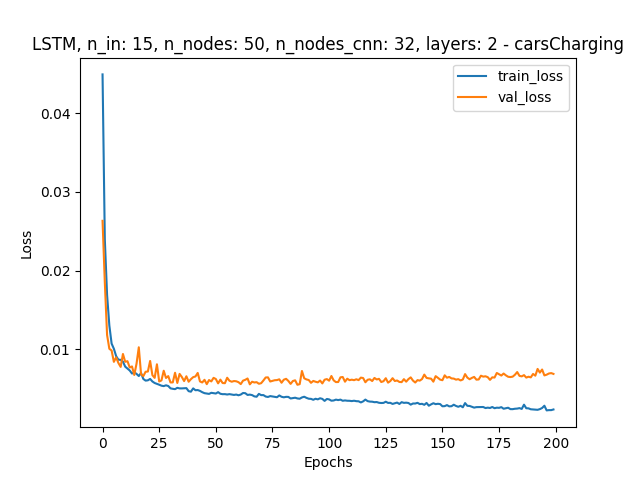 LSTM, n_in: 15, n_nodes: 50, n_nodes_cnn: 32, layers: 2 - carsCharging
train_loss
val_loss
0.04
0.03
0.02
0.01
Loss
0 25 50 75 100 125 150 175 200
Epochs